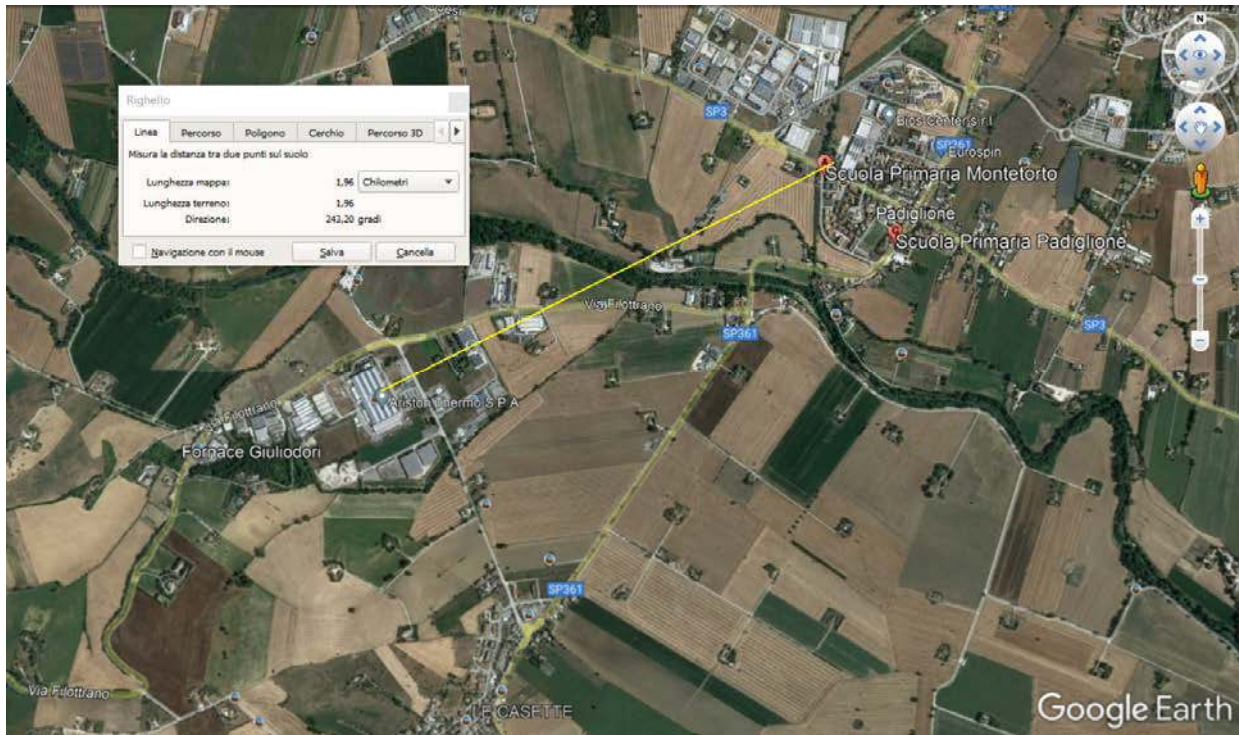 SP3
Righello
Linea
Percorso
Poligono
Cerchio
Percorso 3D
Misura la distanza tra due punti sul suolo
Lunghezza mappa:
1,96
Chilometri
Lunghezza terreno:
1,96
Direzione:
243,20 gradi
Navigazione con il mouse
Salva
Cancella
N
Bios Center s.r.l
SP361
Eurospin
Scuola Primaria Montetorto
Padiglione
Scuola Primaria Padiglione
Via Filottrano
SP361
SP3
Ariston Thermo S.P.A
Via Filottrano
Fornace Giuliodori
SP361
Via Filottrano
LE CASETTE
Google Earth